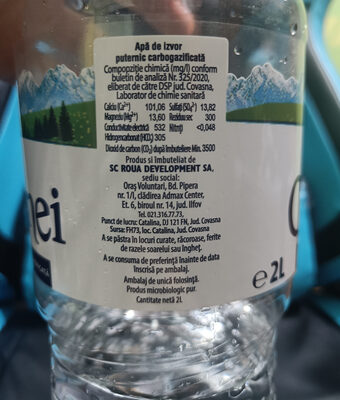 Apă de izvor
puternic carbogazificată
Compopziție chimică (mg/l) conform
buletin de analiză Nr. 325/2020,
eliberat de către DSP jud. Covasna,
Laborator de chimie sanitară
Calciu (Ca²⁺) 101,06 Sulfați (SO₄²⁻) 13,82
Magneziu (Mg²⁺) 13,60 Reziduu sec 300
Conductivitate electrică 532 Nitriți <0,048
Hidrogenocarbonat (HCO₃) 305
Dioxid de carbon (CO₂) după îmbuteliere Min. 3500
Produs si Imbuteliat de
SC ROUA DEVELOPMENT SA,
sediu social:
Oraș Voluntari, Bd. Pipera
nr. 1/I, clădirea Admax Center,
Et. 6, biroul nr. 14, jud. Ilfov
Tel. 021.316.77.73,
Punct de lucru: Catalina, DJ 121 FN, Jud. Covasna
Sursa: FH73, loc. Catalina, Jud. Covasna
A se păstra în locuri curate, răcoroase, ferite
de razele soarelui sau îngheț.
A se consuma de preferință înainte de data
înscrisă pe ambalaj.
Ambalaj de unică folosință.
Produs microbiologic pur.
Cantitate netă 2L
ei
e 2L